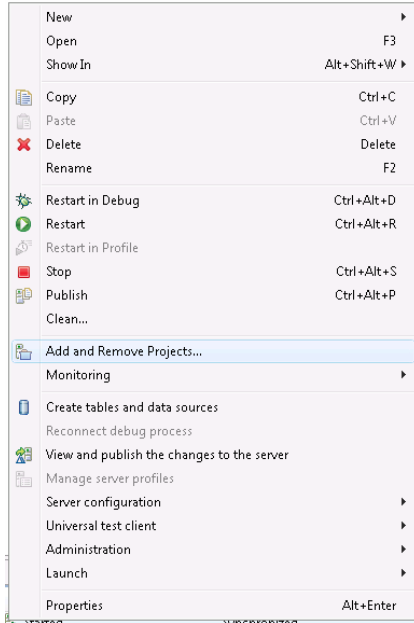 New
Open F3
Show In Alt+Shift+W
Copy Ctrl+C
Paste Ctrl+V
Delete Delete
Rename F2
Restart in Debug Ctrl+Alt+D
Restart Ctrl+Alt+R
Restart in Profile
Stop Ctrl+Alt+S
Publish Ctrl+Alt+P
Clean...
Add and Remove Projects...
Monitoring
Create tables and data sources
Reconnect debug process
View and publish the changes to the server
Manage server profiles
Server configuration
Universal test client
Administration
Launch
Properties Alt+Enter
Started Synchronized